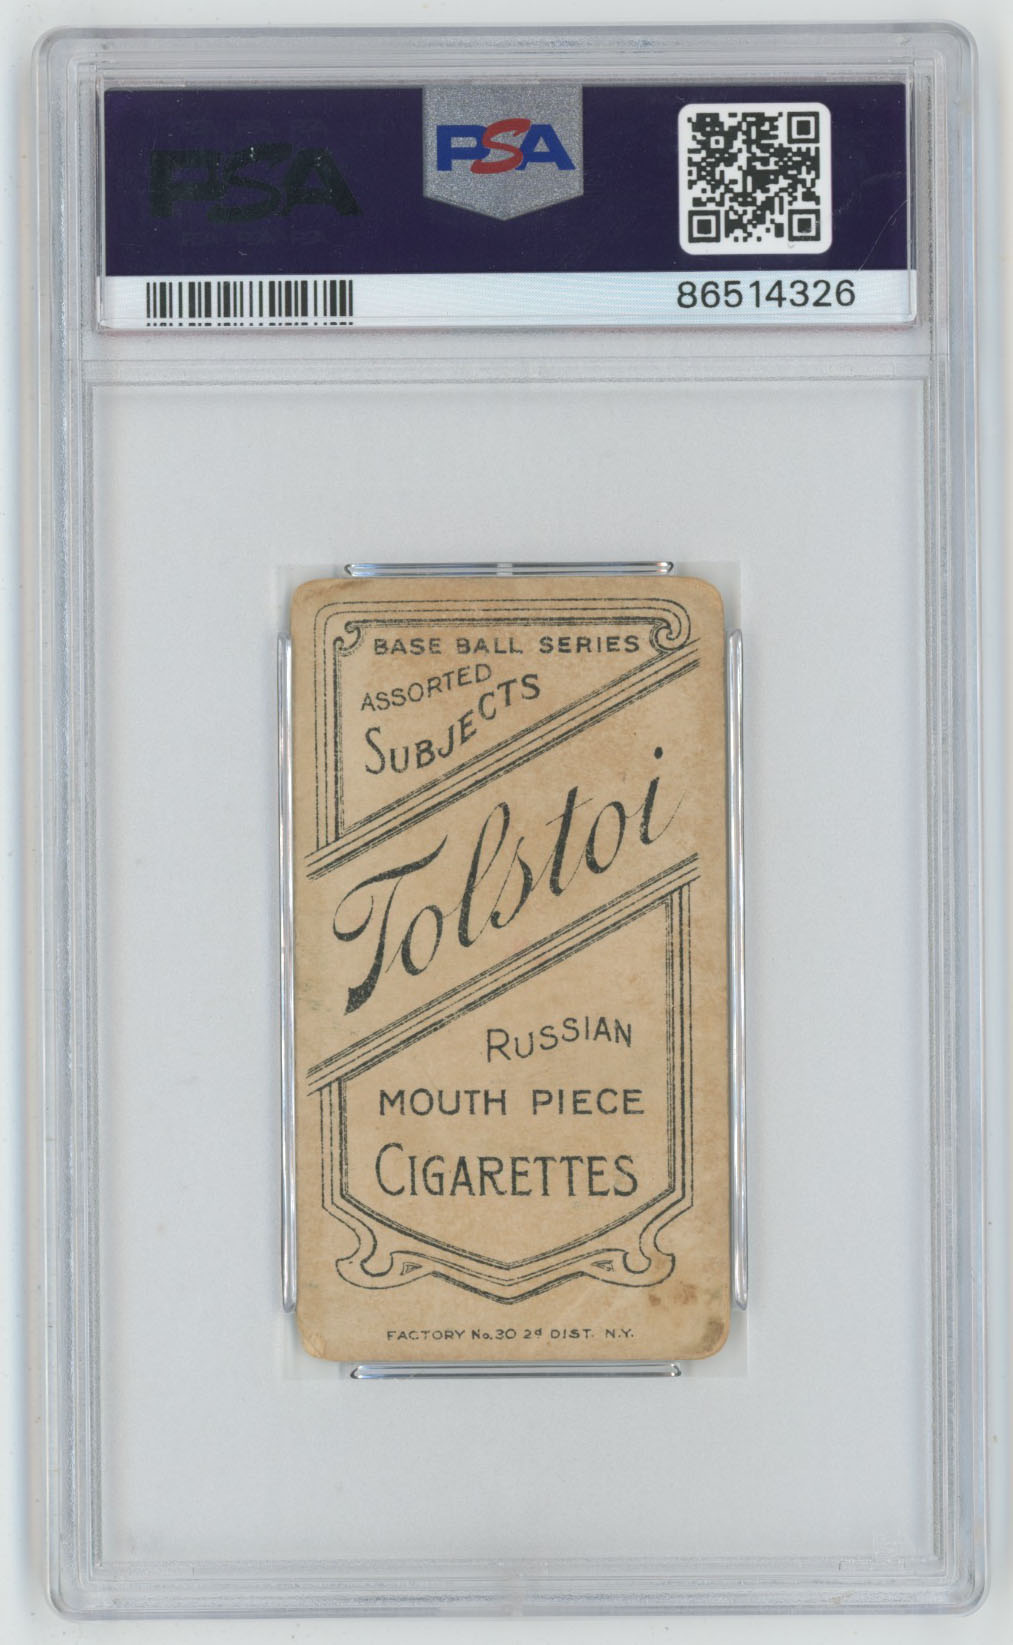 PSA
PSA
86514326
BASE BALL SERIES
ASSORTED
SUBJECTS
Tolstoi
RUSSIAN
MOUTH PIECE
CIGARETTES
FACTORY No. 30 2d DIST. N.Y.